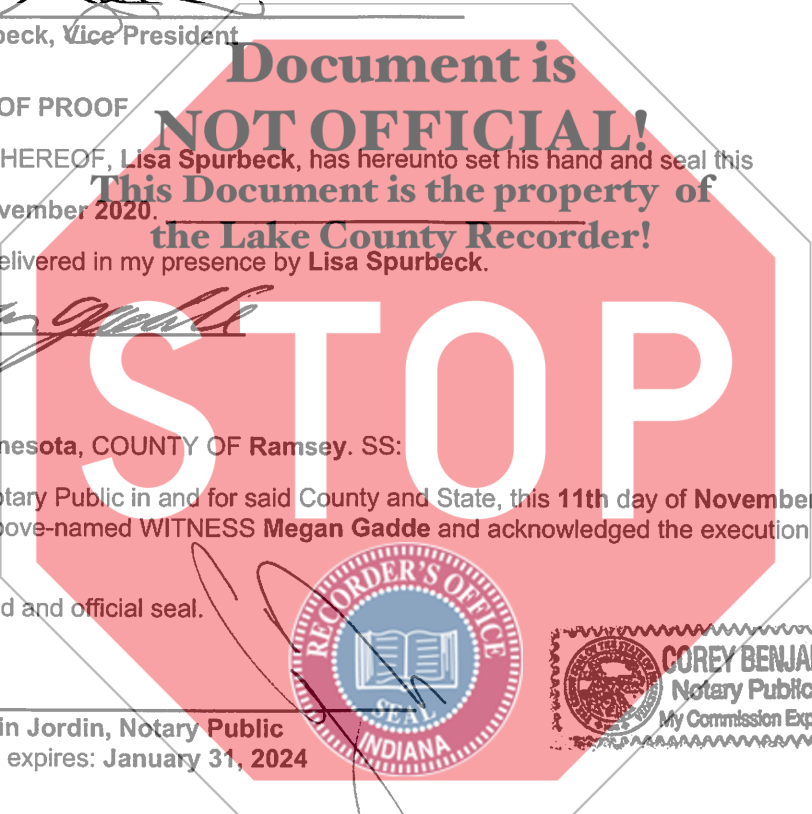 beck, Vice President
Document is
OF PROOF
NOT OFFICIAL!
HEREOF, Lisa Spurbeck, has hereunto set his hand and seal this
This Document is the property of
vember 2020.
the Lake County Recorder!
elivered in my presence by Lisa Spurbeck.
STOP
nesota, COUNTY OF Ramsey. SS:
otary Public in and for said County and State, this 11th day of November
bove-named WITNESS Megan Gadde and acknowledged the execution
d and official seal.
RECORDER'S OFFICE
SEAL
INDIANA
COREY BENJA
Notary Public
My Commission Exp
in Jordin, Notary Public
expires: January 31, 2024